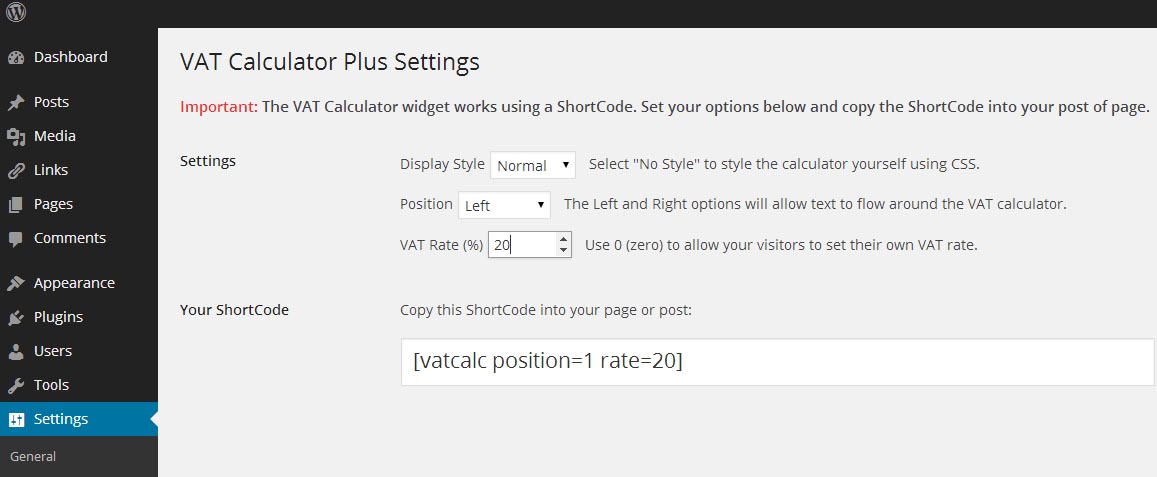 Dashboard
Posts
Media
Links
Pages
Comments
Appearance
Plugins
Users
Tools
Settings
General
VAT Calculator Plus Settings
Important: The VAT Calculator widget works using a ShortCode. Set your options below and copy the ShortCode into your post of page.
Settings
Display Style Normal Select "No Style" to style the calculator yourself using CSS.
Position Left The Left and Right options will allow text to flow around the VAT calculator.
VAT Rate (%) 20 Use 0 (zero) to allow your visitors to set their own VAT rate.
Your ShortCode
Copy this ShortCode into your page or post:
[vatcalc position=1 rate=20]